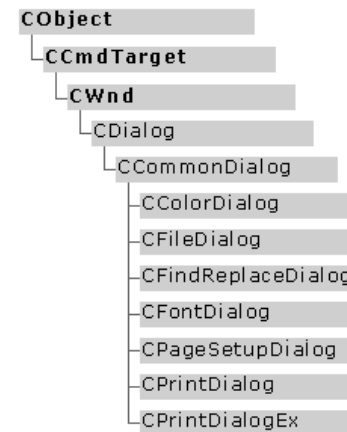 CObject
CCmdTarget
CWnd
CDialog
CCommonDialog
CColorDialog
CFileDialog
CFindReplaceDialog
CFontDialog
CPageSetupDialog
CPrintDialog
CPrintDialogEx